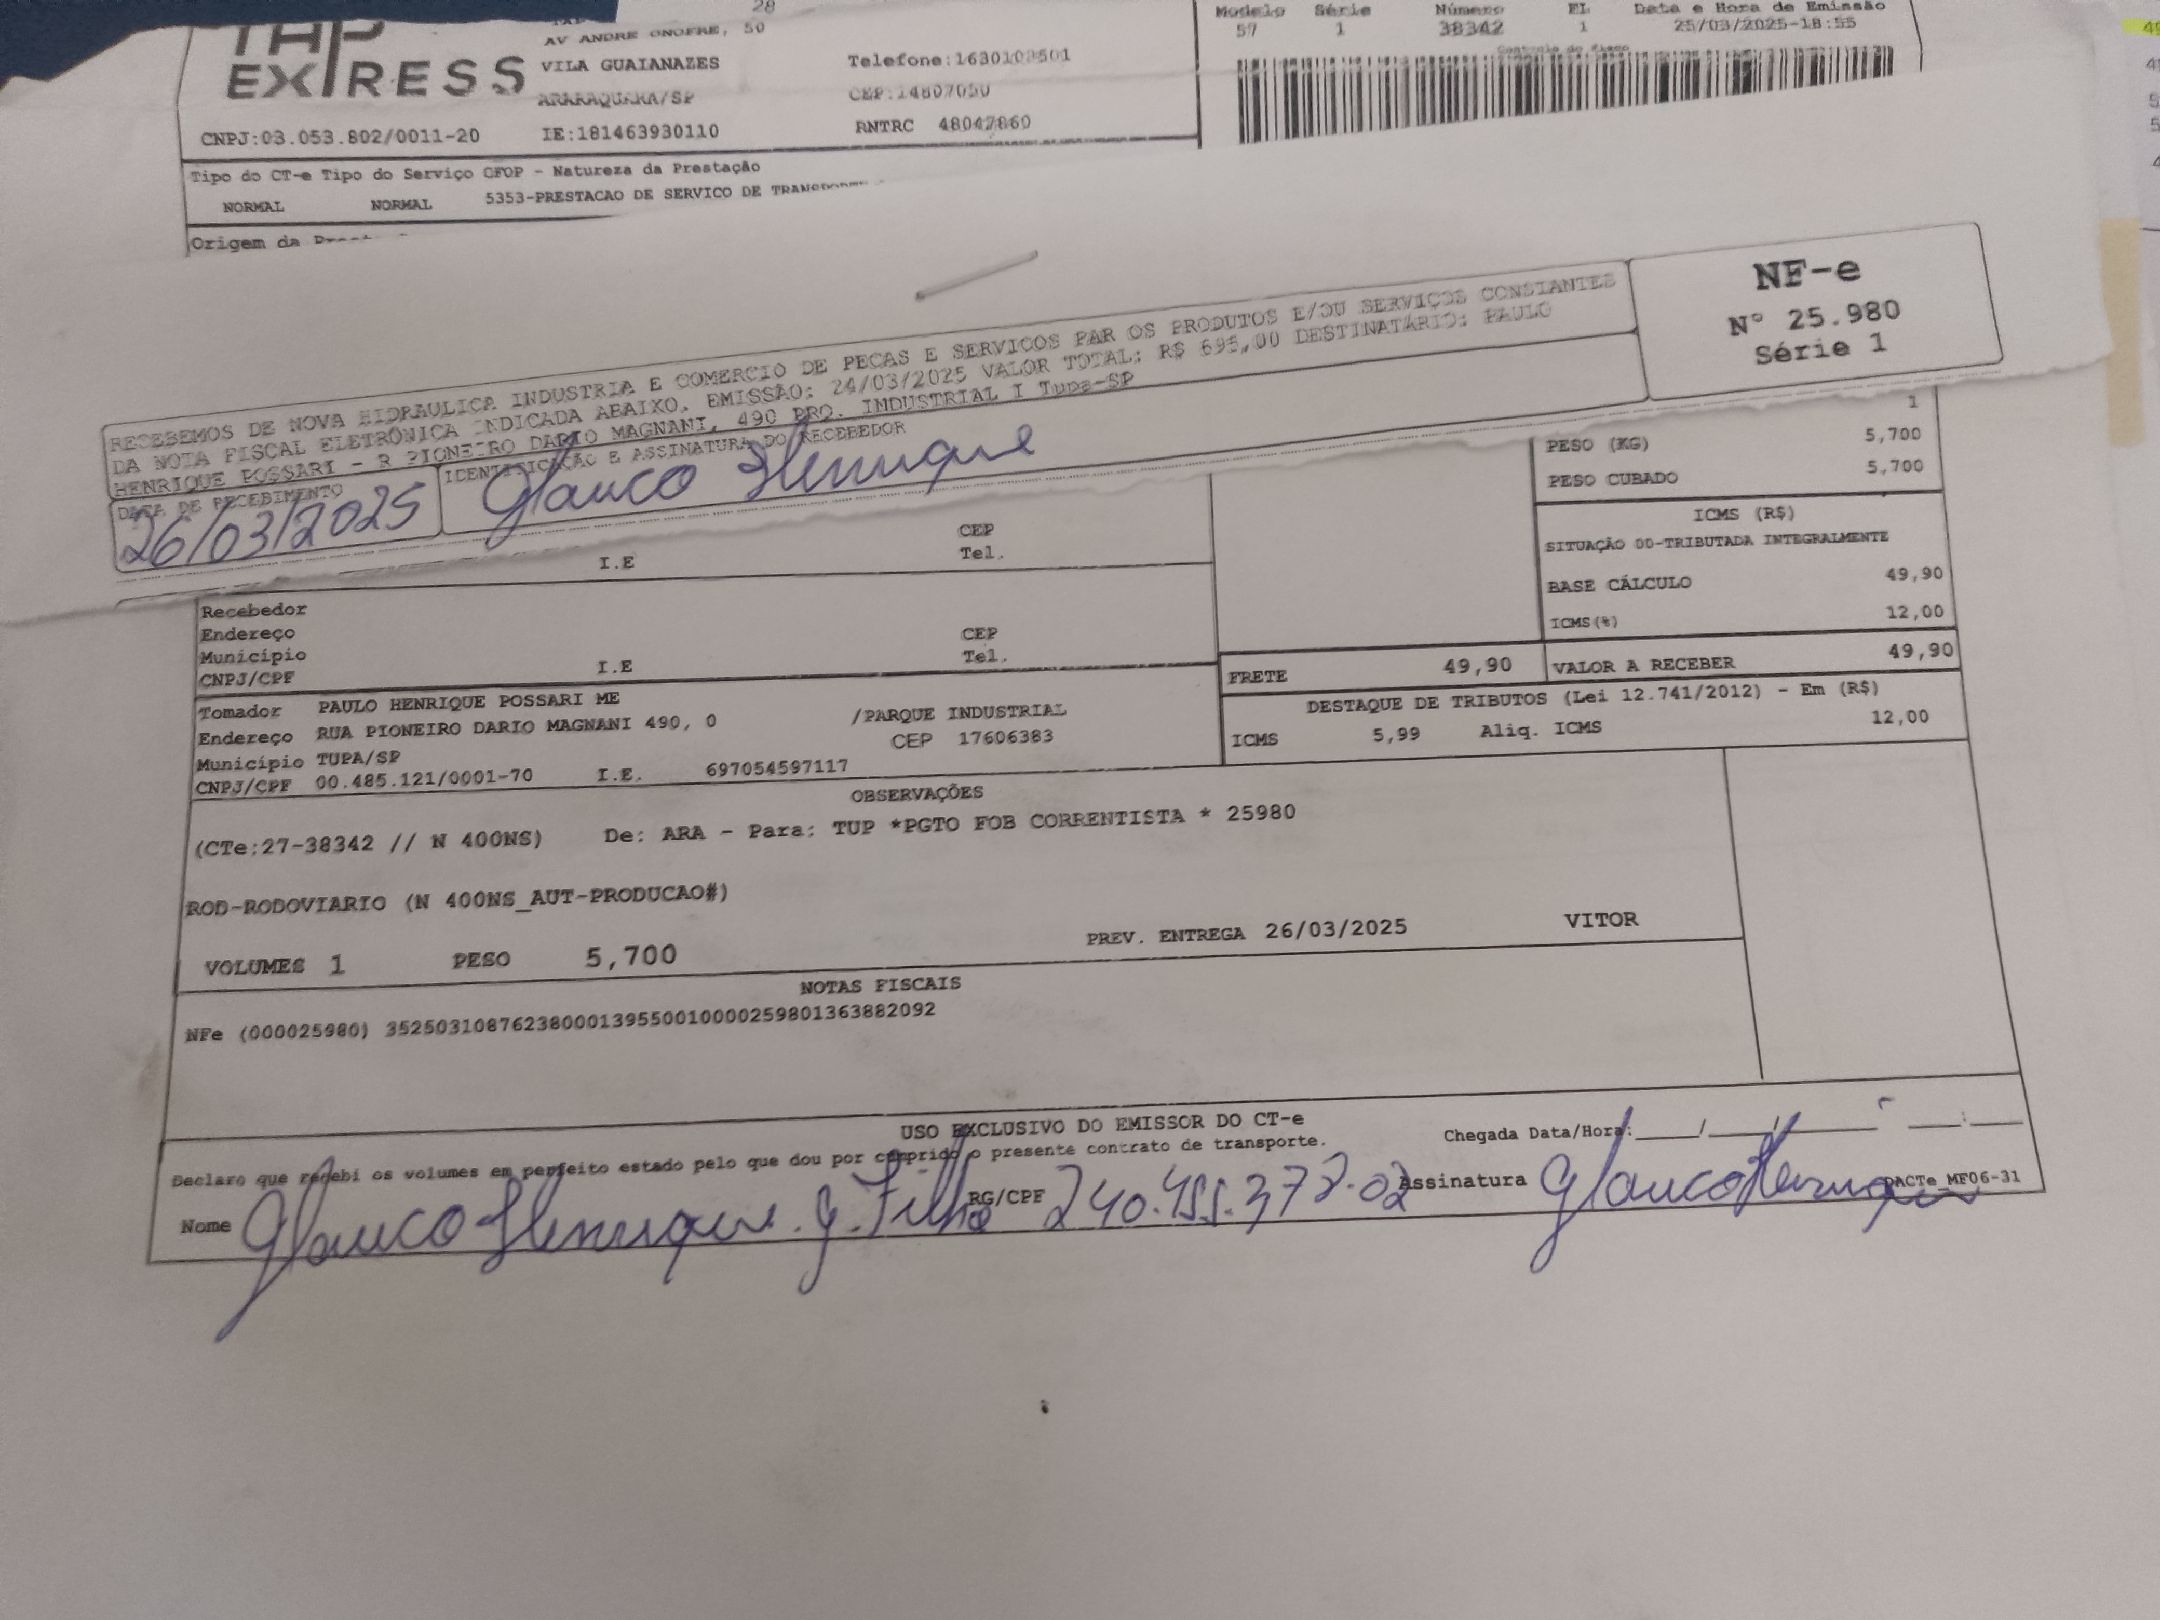 28
EXPRESS
AV ANDRE ONOFRE, 50
VILA GUAIANAZES
Telefone:1630103501
ARARAQUARA/SP
CEP:14807050
CNPJ:03.053.802/0011-20
IE:181463930110
RNTRC 48047860
Modelo Série Número FL Data e Hora de Emissão
57 1 38342 1 25/03/2025-18:55
Controle do Fisco
Tipo do CT-e Tipo do Serviço CFOP - Natureza da Prestação
NORMAL NORMAL 5353-PRESTACAO DE SERVICO DE
Origem da
RECEBEMOS DE NOVA HIDRAULICA INDUSTRIA E COMERCIO DE PECAS E SERVICOS PAR OS PRODUTOS E/OU SERVIÇOS CONSTANTES
DA NOTA FISCAL ELETRÔNICA INDICADA ABAIXO. EMISSÃO: 24/03/2025 VALOR TOTAL: R$ 695,00 DESTINATÁRIO: PAULO
HENRIQUE POSSARI - R PIONEIRO DARIO MAGNANI, 490 PRQ. INDUSTRIAL I Tupa-SP
DATA DE RECEBIMENTO
IDENTIFICAÇÃO E ASSINATURA DO RECEBEDOR
26/03/2025
Glauco Henrique
NF-e
Nº 25.980
Série 1
1
PESO (KG) 5,700
PESO CUBADO 5,700
ICMS (R$)
SITUAÇÃO 00-TRIBUTADA INTEGRALMENTE
BASE CÁLCULO 49,90
ICMS(%) 12,00
CEP
I.E Tel.
Recebedor
Endereço CEP
Município Tel.
CNPJ/CPF I.E
FRETE 49,90 VALOR A RECEBER 49,90
DESTAQUE DE TRIBUTOS (Lei 12.741/2012) - Em (R$)
ICMS 5,99 Aliq. ICMS 12,00
Tomador PAULO HENRIQUE POSSARI ME
Endereço RUA PIONEIRO DARIO MAGNANI 490, 0 /PARQUE INDUSTRIAL
Município TUPA/SP CEP 17606383
CNPJ/CPF 00.485.121/0001-70 I.E. 697054597117
OBSERVAÇÕES
(CTe:27-38342 // N 400NS) De: ARA - Para: TUP *PGTO FOB CORRENTISTA * 25980
ROD-RODOVIARIO (N 400NS_AUT-PRODUCAO#)
VOLUMES 1 PESO 5,700 PREV. ENTREGA 26/03/2025 VITOR
NOTAS FISCAIS
NFe (000025980) 35250310876238000139550010000259801363882092
USO EXCLUSIVO DO EMISSOR DO CT-e
Declaro que recebi os volumes em perfeito estado pelo que dou por cumprido o presente contrato de transporte.
Chegada Data/Hora:____/____/______ ___:___
Nome Glauco Henrique. G. Filho RG/CPF Assinatura Glauco Henrique
DACTe_MF06-31